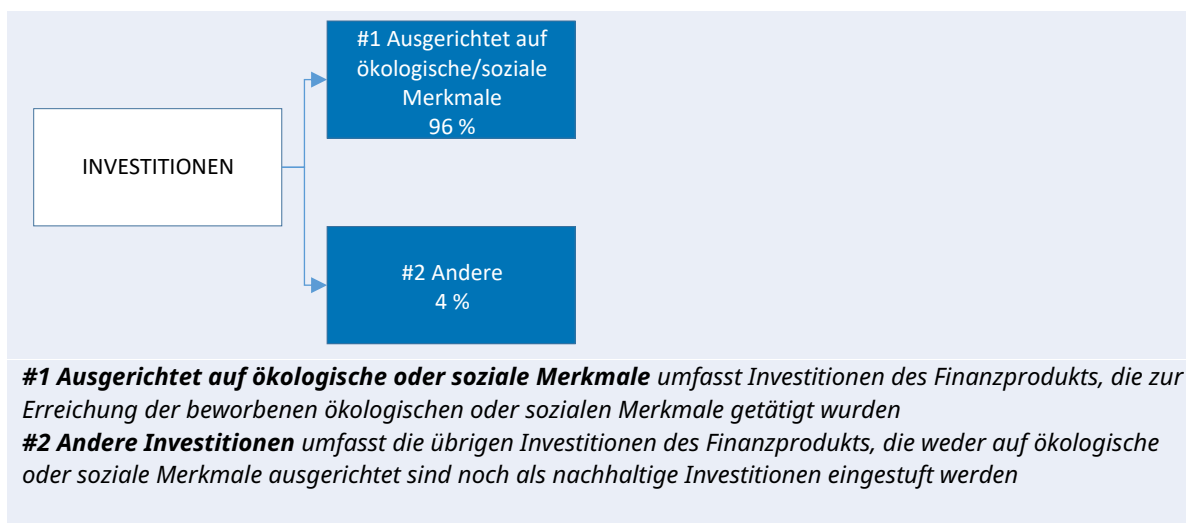 #1 Ausgerichtet auf
ökologische/soziale
Merkmale
96 %
INVESTITIONEN
#2 Andere
4 %
#1 Ausgerichtet auf ökologische oder soziale Merkmale umfasst Investitionen des Finanzprodukts, die zur
Erreichung der beworbenen ökologischen oder sozialen Merkmale getätigt wurden
#2 Andere Investitionen umfasst die übrigen Investitionen des Finanzprodukts, die weder auf ökologische
oder soziale Merkmale ausgerichtet sind noch als nachhaltige Investitionen eingestuft werden